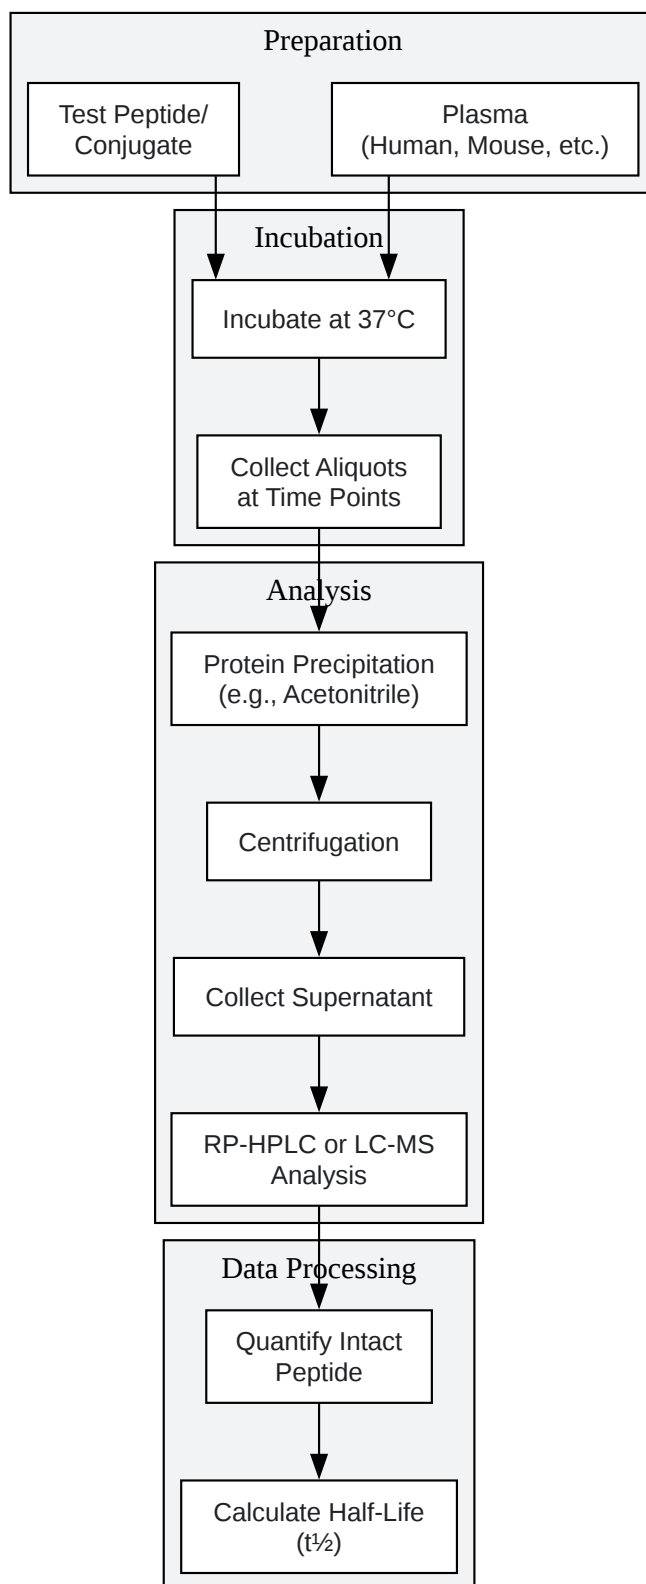 Preparation
Test Peptide/
Conjugate
Plasma
(Human, Mouse, etc.)
Incubation
Incubate at 37°C
Collect Aliquots
at Time Points
Analysis
Protein Precipitation
(e.g., Acetonitrile)
Centrifugation
Collect Supernatant
RP-HPLC or LC-MS
Analysis
Data Processing
Quantify Intact
Peptide
Calculate Half-Life
(t½)